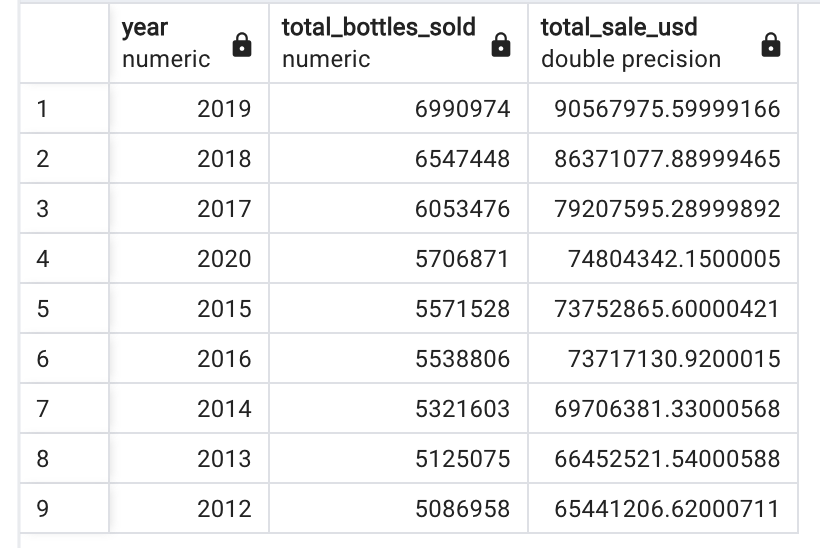 year total_bottles_sold total_sale_usd
numeric numeric double precision
1 2019 6990974 90567975.59999166
2 2018 6547448 86371077.88999465
3 2017 6053476 79207595.28999892
4 2020 5706871 74804342.1500005
5 2015 5571528 73752865.60000421
6 2016 5538806 73717130.9200015
7 2014 5321603 69706381.33000568
8 2013 5125075 66452521.54000588
9 2012 5086958 65441206.62000711